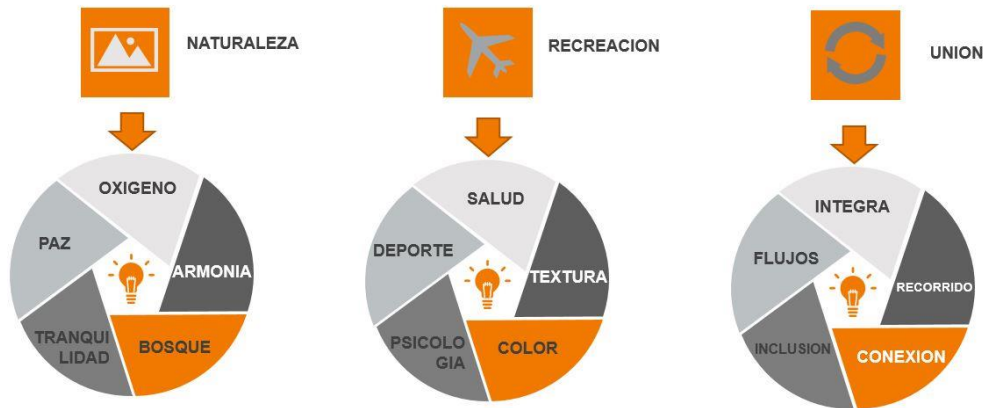 NATURALEZA
OXIGENO
ARMONIA
BOSQUE
TRANQUI
LIDAD
PAZ
RECREACION
SALUD
TEXTURA
COLOR
PSICOLO
GIA
DEPORTE
UNION
INTEGRA
RECORRIDO
CONEXION
INCLUSION
FLUJOS